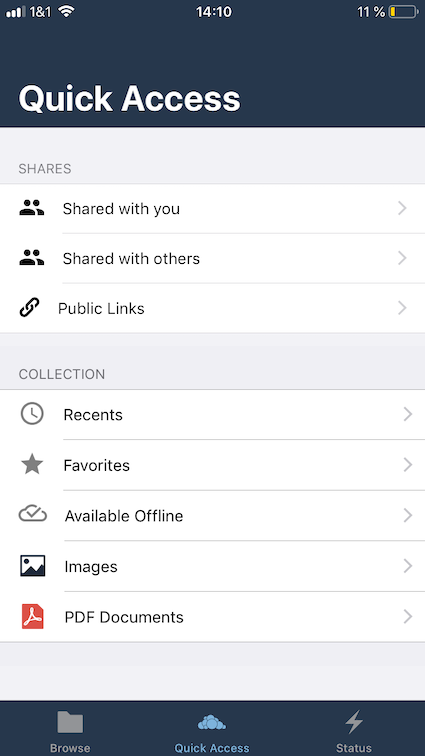 1&1 14:10 11 %
Quick Access
SHARES
Shared with you
Shared with others
Public Links
COLLECTION
Recents
Favorites
Available Offline
Images
PDF Documents
Browse Quick Access Status